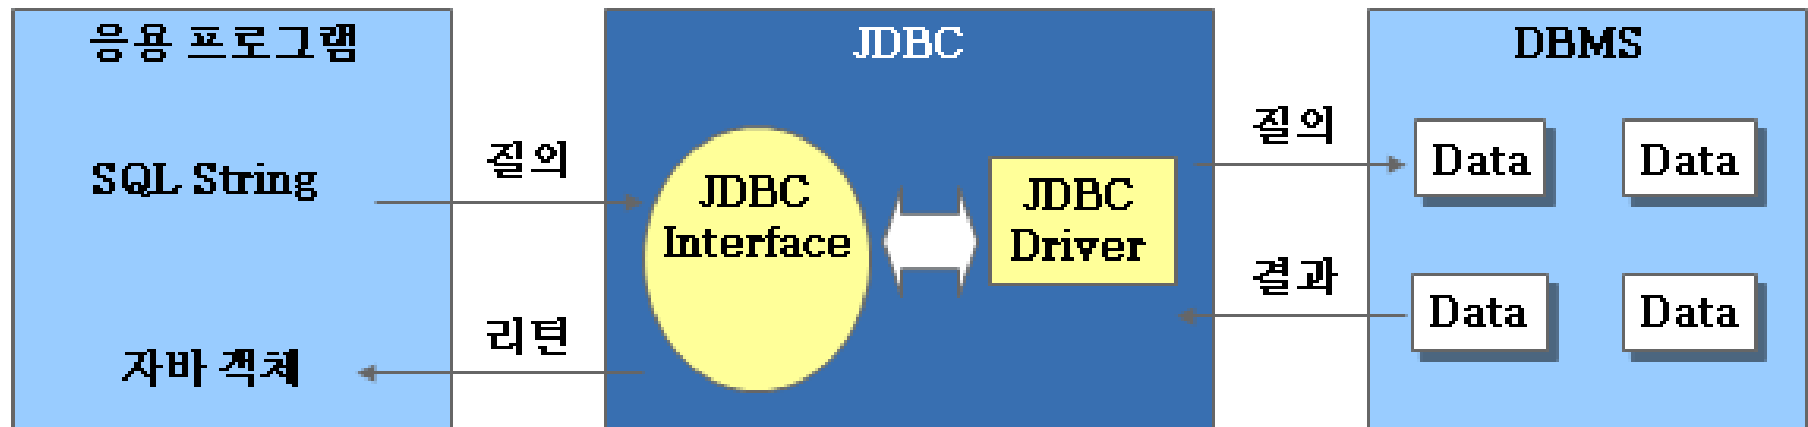 응용 프로그램
SQL String
자바 객체
질의
리턴
JDBC
JDBC
Interface
JDBC
Driver
질의
결과
DBMS
Data
Data
Data
Data